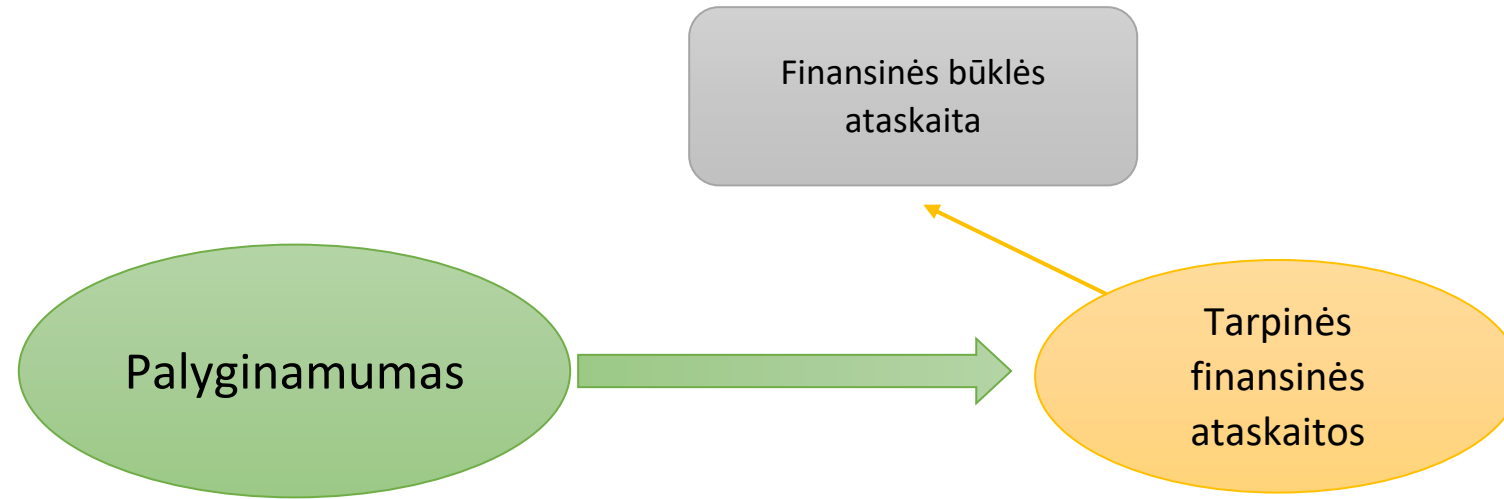 Finansinės būklės
ataskaita
Palyginamumas
Tarpinės
finansinės
ataskaitos